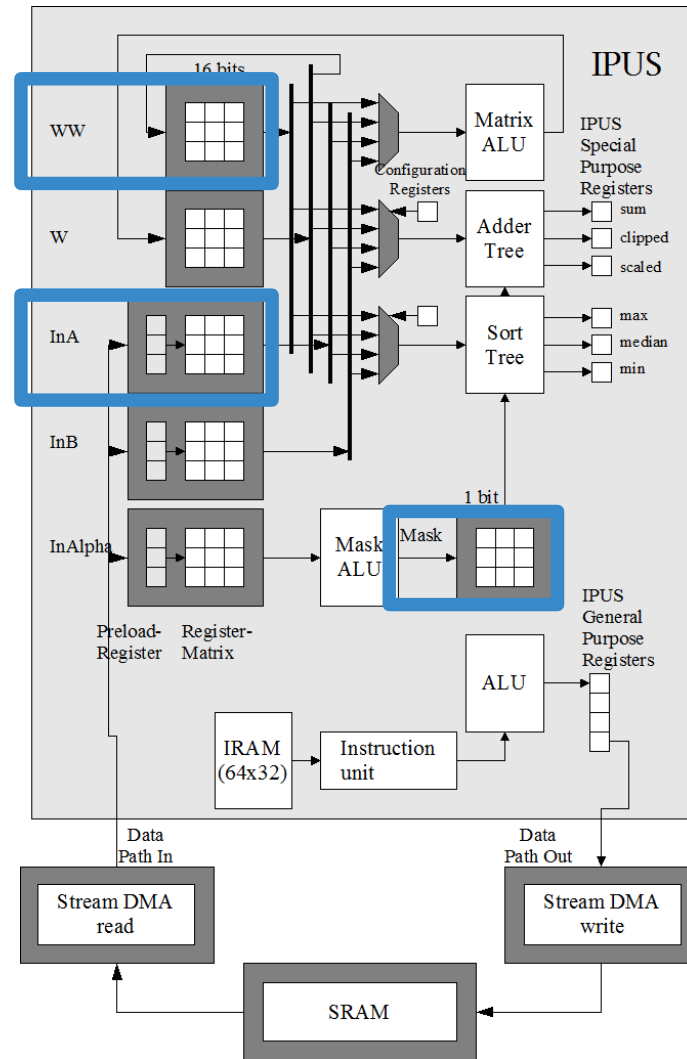 IPUS
16 bits
WW
Matrix
ALU
IPUS
Special
Purpose
Registers
Configuration
Registers
W
Adder
Tree
sum
clipped
scaled
InA
Sort
Tree
max
median
min
InB
1 bit
InAlpha
Mask
ALU
Mask
Preload-
Register
Register-
Matrix
IPUS
General
Purpose
Registers
ALU
IRAM
(64x32)
Instruction
unit
Data
Path In
Data
Path Out
Stream DMA
read
Stream DMA
write
SRAM